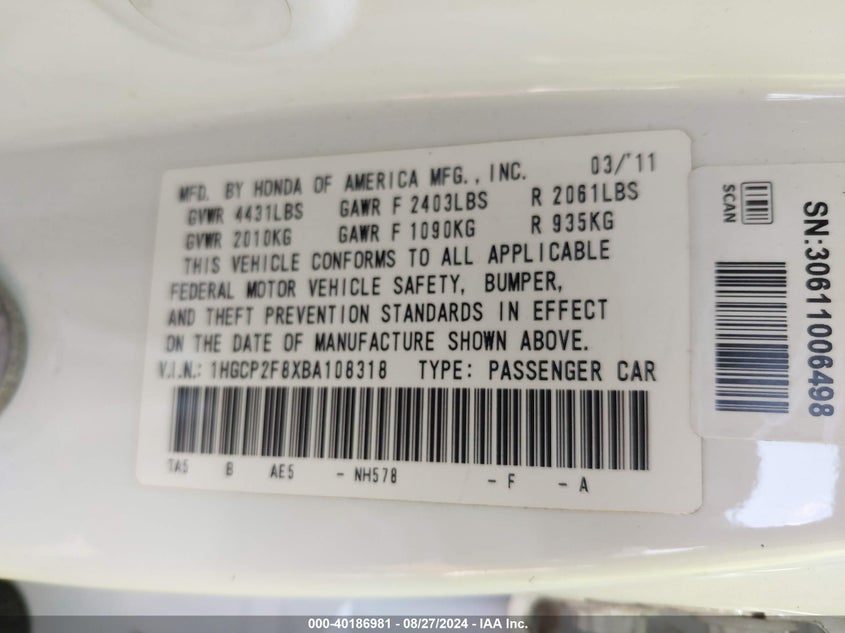 MFD. BY HONDA OF AMERICA MFG., INC. 03/'11
GVWR 4431LBS GAWR F 2403LBS R 2061LBS
GVWR 2010KG GAWR F 1090KG R 935KG
THIS VEHICLE CONFORMS TO ALL APPLICABLE
FEDERAL MOTOR VEHICLE SAFETY, BUMPER,
AND THEFT PREVENTION STANDARDS IN EFFECT
ON THE DATE OF MANUFACTURE SHOWN ABOVE.
V.I.N.: 1HGCP2F8XBA108318 TYPE: PASSENGER CAR
TA5 B AE5 - NH578 - F - A
SCAN
SN:30611006498
000-40186981 - 08/27/2024 - IAA Inc.